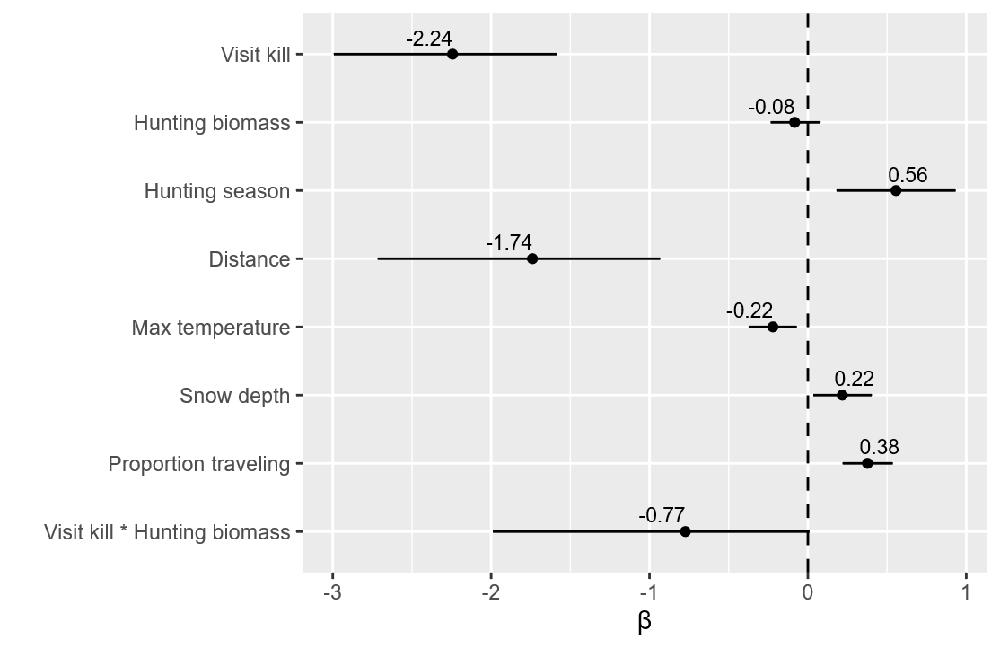 Visit kill -2.24
Hunting biomass -0.08
Hunting season 0.56
Distance -1.74
Max temperature -0.22
Snow depth 0.22
Proportion traveling 0.38
Visit kill * Hunting biomass -0.77
-3 -2 -1 0 1
β